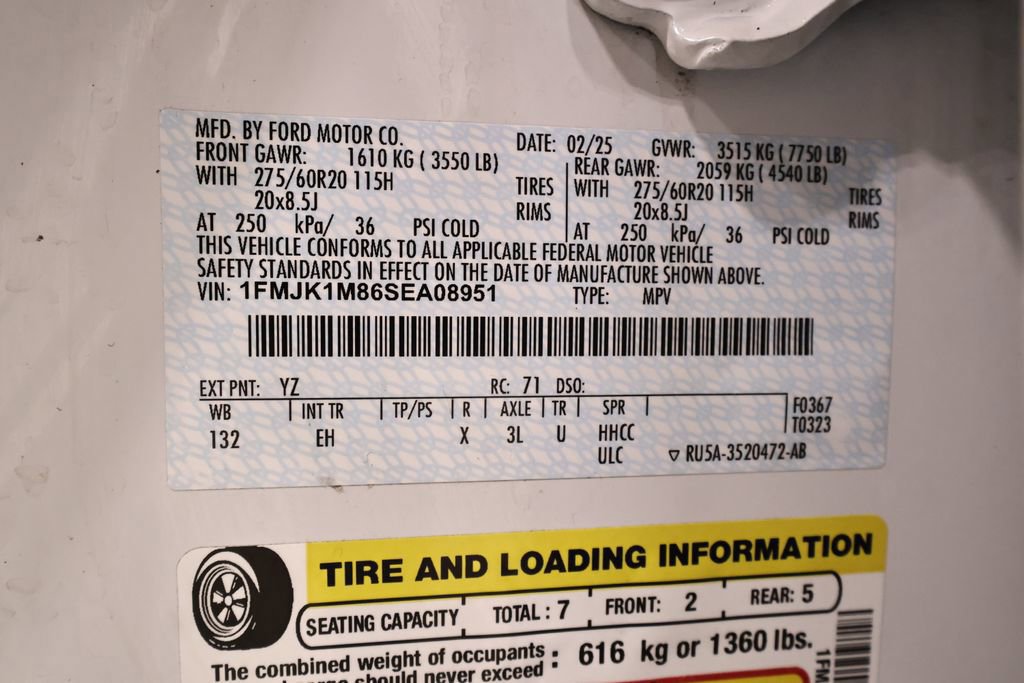 MFD. BY FORD MOTOR CO. DATE: 02/25 GVWR: 3515 KG ( 7750 LB)
FRONT GAWR: 1610 KG ( 3550 LB) REAR GAWR: 2059 KG ( 4540 LB)
WITH 275/60R20 115H TIRES WITH 275/60R20 115H TIRES
20x8.5J RIMS 20x8.5J RIMS
AT 250 kPa/ 36 PSI COLD AT 250 kPa/ 36 PSI COLD
THIS VEHICLE CONFORMS TO ALL APPLICABLE FEDERAL MOTOR VEHICLE
SAFETY STANDARDS IN EFFECT ON THE DATE OF MANUFACTURE SHOWN ABOVE.
VIN: 1FMJK1M86SEA08951 TYPE: MPV
EXT PNT: YZ RC: 71 DSO:
WB INT TR TP/PS R AXLE TR SPR F0367
132 EH X 3L U HHCC T0323
ULC RU5A-3520472-AB
TIRE AND LOADING INFORMATION
SEATING CAPACITY TOTAL : 7 FRONT: 2 REAR: 5
The combined weight of occupants : 616 kg or 1360 lbs.
should never exceed
1FM